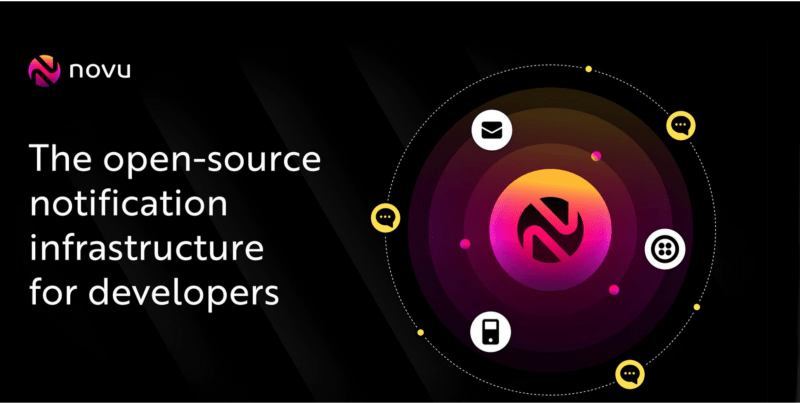 novu
The open-source
notification
infrastructure
for developers